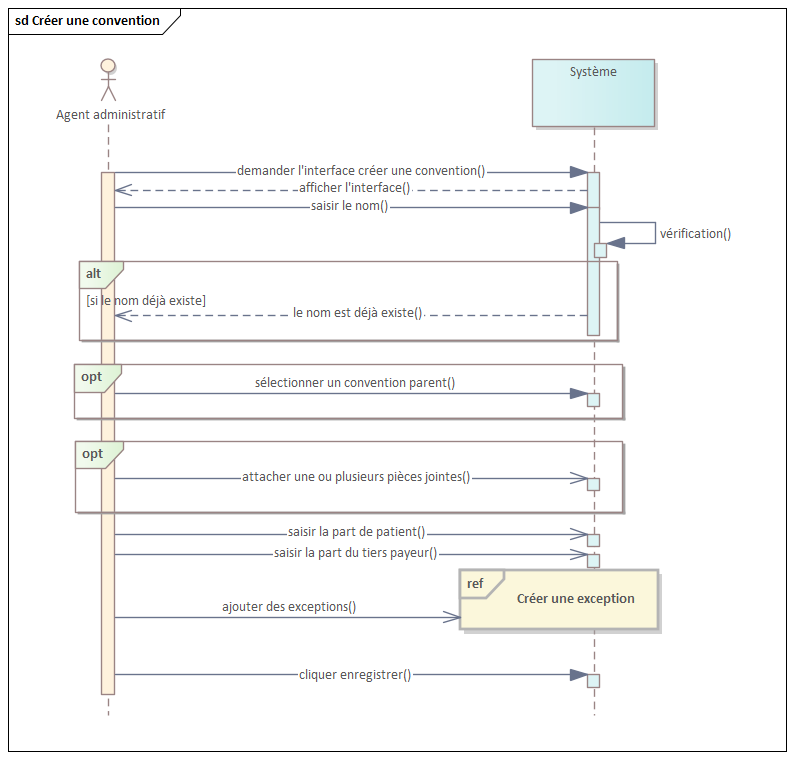 sd Créer une convention
Système
Agent administratif
demander l'interface créer une convention()
afficher l'interface()
saisir le nom()
vérification()
alt
[si le nom déjà existe]
le nom est déjà existe()
opt
sélectionner un convention parent()
opt
attacher une ou plusieurs pièces jointes()
saisir la part de patient()
saisir la part du tiers payeur()
ref
Créer une exception
ajouter des exceptions()
cliquer enregistrer()